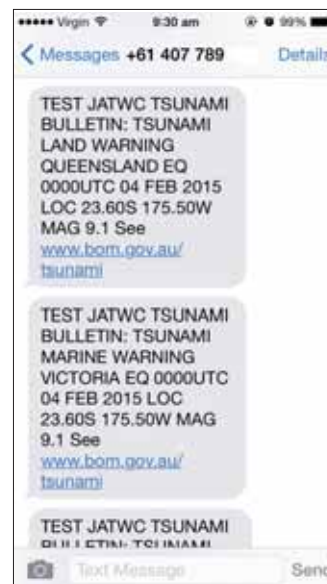 Virgin 9:30 am 99%
Messages +61 407 789 Details
TEST JATWC TSUNAMI
BULLETIN: TSUNAMI
LAND WARNING
QUEENSLAND EQ
0000UTC 04 FEB 2015
LOC 23.60S 175.50W
MAG 9.1 See
www.bom.gov.au/
tsunami
TEST JATWC TSUNAMI
BULLETIN: TSUNAMI
MARINE WARNING
VICTORIA EQ 0000UTC
04 FEB 2015 LOC
23.60S 175.50W MAG
9.1 See
www.bom.gov.au/
tsunami
TEST JATWC TSUNAMI
BULLETIN: TSUNAMI
Text Message Send